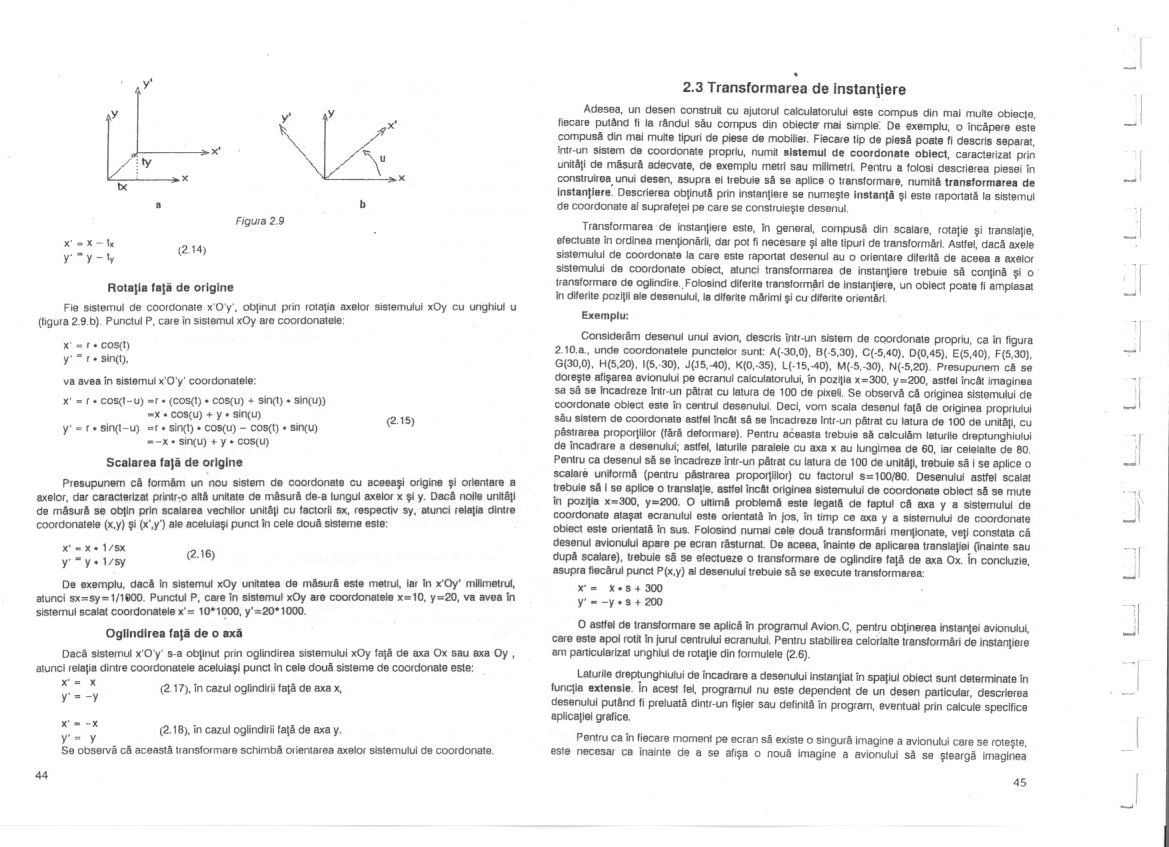 y'
y
x'
ty
x
tx
a
y'
y
x'
u
x
b
Figura 2.9
x' = x – tx
y' = y – ty
(2.14)
Rotaţia faţă de origine
Fie sistemul de coordonate x'O'y', obţinut prin rotaţia axelor sistemului xOy cu unghiul u
(figura 2.9.b). Punctul P, care în sistemul xOy are coordonatele:
x' = r * cos(t)
y' = r * sin(t),
va avea în sistemul x'O'y' coordonatele:
x' = r * cos(t–u) =r * (cos(t) * cos(u) + sin(t) * sin(u))
=x * cos(u) + y * sin(u)
y' = r * sin(t–u) =r * sin(t) * cos(u) – cos(t) * sin(u)
=–x * sin(u) + y * cos(u)
(2.15)
Scalarea faţă de origine
Presupunem că formăm un nou sistem de coordonate cu aceeaşi origine şi orientare a
axelor, dar caracterizat printr-o altă unitate de măsură de-a lungul axelor x şi y. Dacă noile unităţi
de măsură se obţin prin scalarea vechilor unităţi cu factorii sx, respectiv sy, atunci relaţia dintre
coordonatele (x,y) şi (x',y') ale aceluiaşi punct în cele două sisteme este:
x' = x * 1/sx
y' = y * 1/sy
(2.16)
De exemplu, dacă în sistemul xOy unitatea de măsură este metrul, iar în x'Oy' milimetrul,
atunci sx=sy=1/1000. Punctul P, care în sistemul xOy are coordonatele x=10, y=20, va avea în
sistemul scalat coordonatele x'= 10*1000, y'=20*1000.
Oglindirea faţă de o axă
Dacă sistemul x'O'y' s-a obţinut prin oglindirea sistemului xOy faţă de axa Ox sau axa Oy ,
atunci relaţia dintre coordonatele aceluiaşi punct în cele două sisteme de coordonate este:
x' = x
y' = –y
(2.17), în cazul oglindirii faţă de axa x,
x' = –x
y' = y
(2.18), în cazul oglindirii faţă de axa y.
Se observă că această transformare schimbă orientarea axelor sistemului de coordonate.
44
2.3 Transformarea de instanţiere
Adesea, un desen construit cu ajutorul calculatorului este compus din mai multe obiecte,
fiecare putând fi la rândul său compus din obiecte mai simple. De exemplu, o încăpere este
compusă din mai multe tipuri de piese de mobilier. Fiecare tip de piesă poate fi descris separat,
într-un sistem de coordonate propriu, numit sistemul de coordonate obiect, caracterizat prin
unităţi de măsură adecvate, de exemplu metri sau milimetri. Pentru a folosi descrierea piesei în
construirea unui desen, asupra ei trebuie să se aplice o transformare, numită transformarea de
instanţiere. Descrierea obţinută prin instanţiere se numeşte instanţă şi este raportată la sistemul
de coordonate al suprafeţei pe care se construieşte desenul.
Transformarea de instanţiere este, în general, compusă din scalare, rotaţie şi translaţie,
efectuate în ordinea menţionării, dar pot fi necesare şi alte tipuri de transformări. Astfel, dacă axele
sistemului de coordonate la care este raportat desenul au o orientare diferită de aceea a axelor
sistemului de coordonate obiect, atunci transformarea de instanţiere trebuie să conţină şi o
transformare de oglindire. Folosind diferite transformări de instanţiere, un obiect poate fi amplasat
în diferite poziţii ale desenului, la diferite mărimi şi cu diferite orientări.
Exemplu:
Considerăm desenul unui avion, descris într-un sistem de coordonate propriu, ca în figura
2.10.a., unde coordonatele punctelor sunt: A(-30,0), B(-5,30), C(-5,40), D(0,45), E(5,40), F(5,30),
G(30,0), H(5,20), I(5,-30), J(15,-40), K(0,-35), L(-15,-40), M(-5,-30), N(-5,20). Presupunem că se
doreşte afişarea avionului pe ecranul calculatorului, în poziţia x=300, y=200, astfel încât imaginea
sa să se încadreze într-un pătrat cu latura de 100 de pixeli. Se observă că originea sistemului de
coordonate obiect este în centrul desenului. Deci, vom scala desenul faţă de originea propriului
său sistem de coordonate astfel încât să se încadreze într-un pătrat cu latura de 100 de unităţi, cu
păstrarea proporţiilor (fără deformare). Pentru aceasta trebuie să calculăm laturile dreptunghiului
de încadrare a desenului; astfel, laturile paralele cu axa x au lungimea de 60, iar celelalte de 80.
Pentru ca desenul să se încadreze într-un pătrat cu latura de 100 de unităţi, trebuie să i se aplice o
scalare uniformă (pentru păstrarea proporţiilor) cu factorul s=100/80. Desenului astfel scalat
trebuie să i se aplice o translaţie, astfel încât originea sistemului de coordonate obiect să se mute
în poziţia x=300, y=200. O ultimă problemă este legată de faptul că axa y a sistemului de
coordonate ataşat ecranului este orientată în jos, în timp ce axa y a sistemului de coordonate
obiect este orientată în sus. Folosind numai cele două transformări menţionate, veţi constata că
desenul avionului apare pe ecran răsturnat. De aceea, înainte de aplicarea translaţiei (înainte sau
după scalare), trebuie să se efectueze o transformare de oglindire faţă de axa Ox. În concluzie,
asupra fiecărui punct P(x,y) al desenului trebuie să se execute transformarea:
x' = x * s + 300
y' = –y * s + 200
O astfel de transformare se aplică în programul Avion.C, pentru obţinerea instanţei avionului,
care este apoi rotit în jurul centrului ecranului. Pentru stabilirea celorlalte transformări de instanţiere
am particularizat unghiul de rotaţie din formulele (2.6).
Laturile dreptunghiului de încadrare a desenului instanţiat în spaţiul obiect sunt determinate în
funcţia extensie. În acest fel, programul nu este dependent de un desen particular, descrierea
desenului putând fi preluată dintr-un fişier sau definită în program, eventual prin calcule specifice
aplicaţiei grafice.
Pentru ca în fiecare moment pe ecran să existe o singură imagine a avionului care se roteşte,
este necesar ca înainte de a se afişa o nouă imagine a avionului să se şteargă imaginea
45